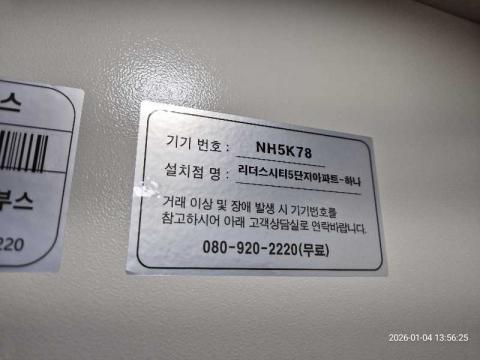 스
부스
220
기기 번호 : NH5K78
설치점 명 : 리더스시티5단지아파트-하나
거래 이상 및 장애 발생 시 기기번호를
참고하시어 아래 고객상담실로 연락바랍니다.
080-920-2220(무료)
2026-01-04 13:56:25